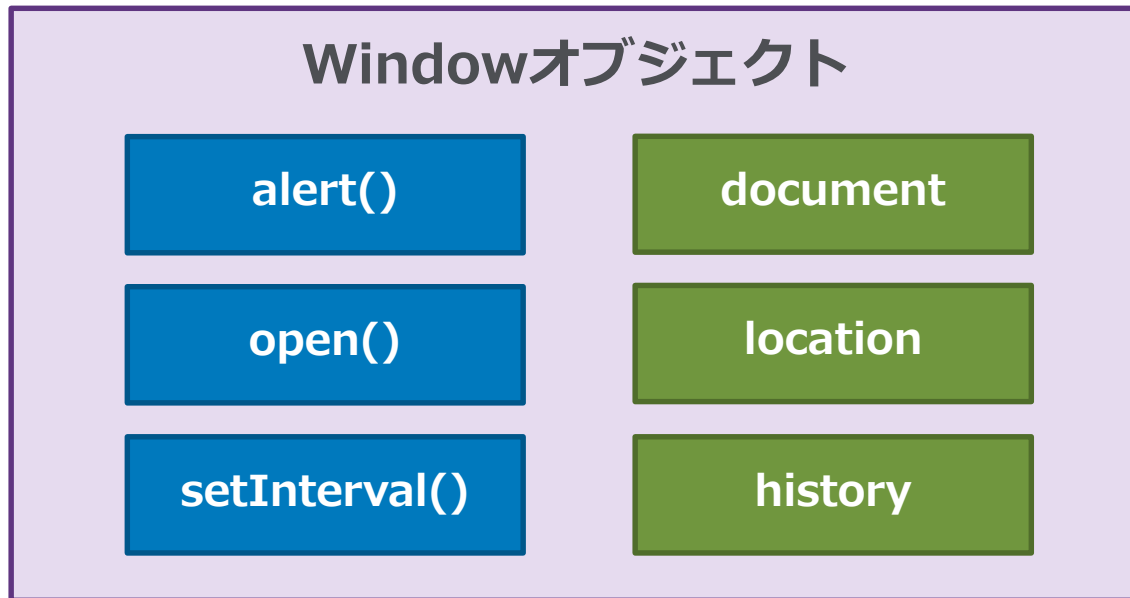 Windowオブジェクト
alert()
document
open()
location
setInterval()
history